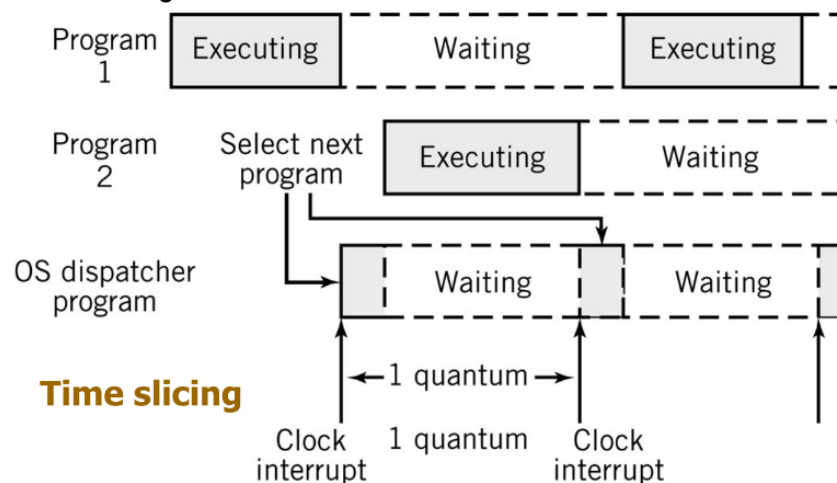 Program
1
Executing
Waiting
Executing
Program
2
Select next
program
Executing
Waiting
OS dispatcher
program
Waiting
Waiting
1 quantum
Time slicing
Clock
interrupt
1 quantum
Clock
interrupt